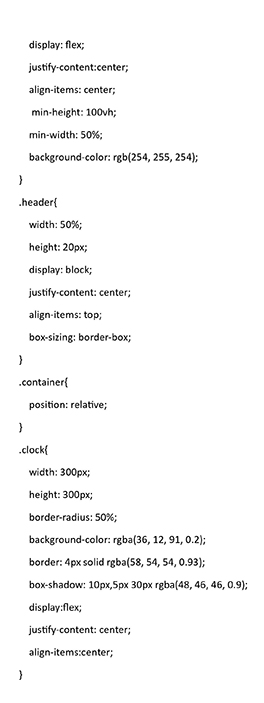 display: flex;
justify-content:center;
align-items: center;
min-height: 100vh;
min-width: 50%;
background-color: rgb(254, 255, 254);
}
.header{
width: 50%;
height: 20px;
display: block;
justify-content: center;
align-items: top;
box-sizing: border-box;
}
.container{
position: relative;
}
.clock{
width: 300px;
height: 300px;
border-radius: 50%;
background-color: rgba(36, 12, 91, 0.2);
border: 4px solid rgba(58, 54, 54, 0.93);
box-shadow: 10px,5px 30px rgba(48, 46, 46, 0.9);
display:flex;
justify-content: center;
align-items:center;
}